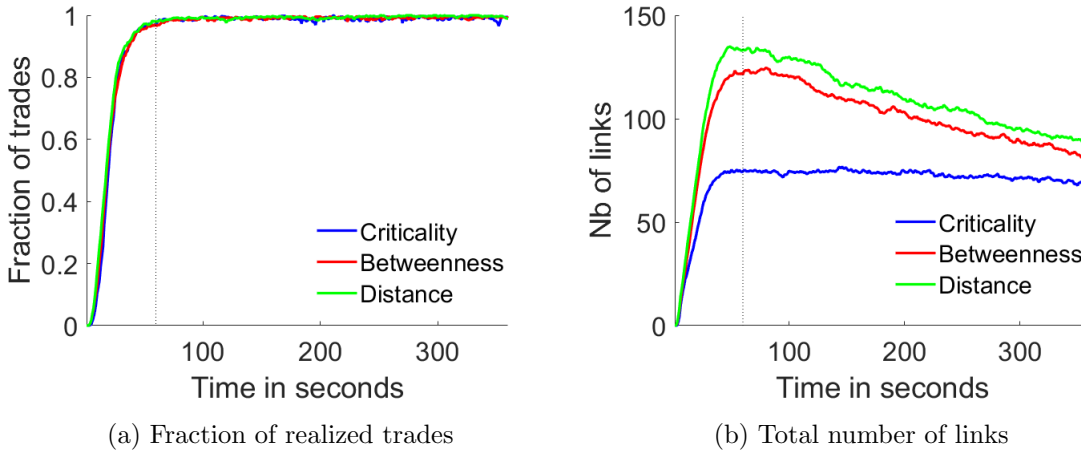 Fraction of trades
1
0.8
0.6
0.4
0.2
0
100
200
300
Time in seconds
Criticality
Betweenness
Distance
(a) Fraction of realized trades
Nb of links
150
100
50
0
100
200
300
Time in seconds
Criticality
Betweenness
Distance
(b) Total number of links